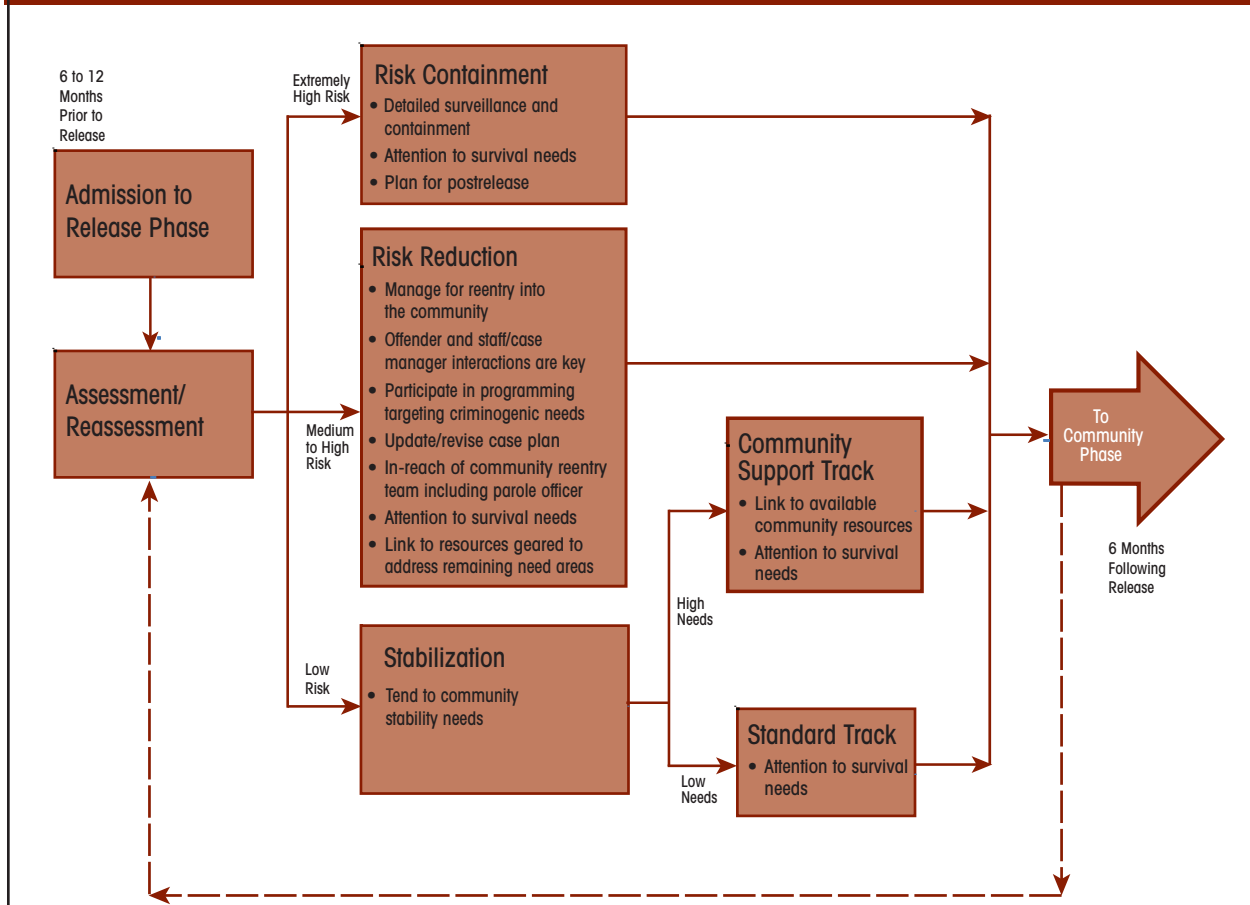 6 to 12
Months
Prior to
Release
Admission to
Release Phase
Assessment/
Reassessment
Extremely
High Risk
Risk Containment
• Detailed surveillance and
containment
• Attention to survival needs
• Plan for postrelease
Medium
to High
Risk
Risk Reduction
• Manage for reentry into
the community
• Offender and staff/case
manager interactions are key
• Participate in programming
targeting criminogenic needs
• Update/revise case plan
• In-reach of community reentry
team including parole officer
• Attention to survival needs
• Link to resources geared to
address remaining need areas
Low
Risk
Stabilization
• Tend to community
stability needs
High
Needs
Community
Support Track
• Link to available
community resources
• Attention to survival
needs
Low
Needs
Standard Track
• Attention to survival
needs
To
Community
Phase
6 Months
Following
Release